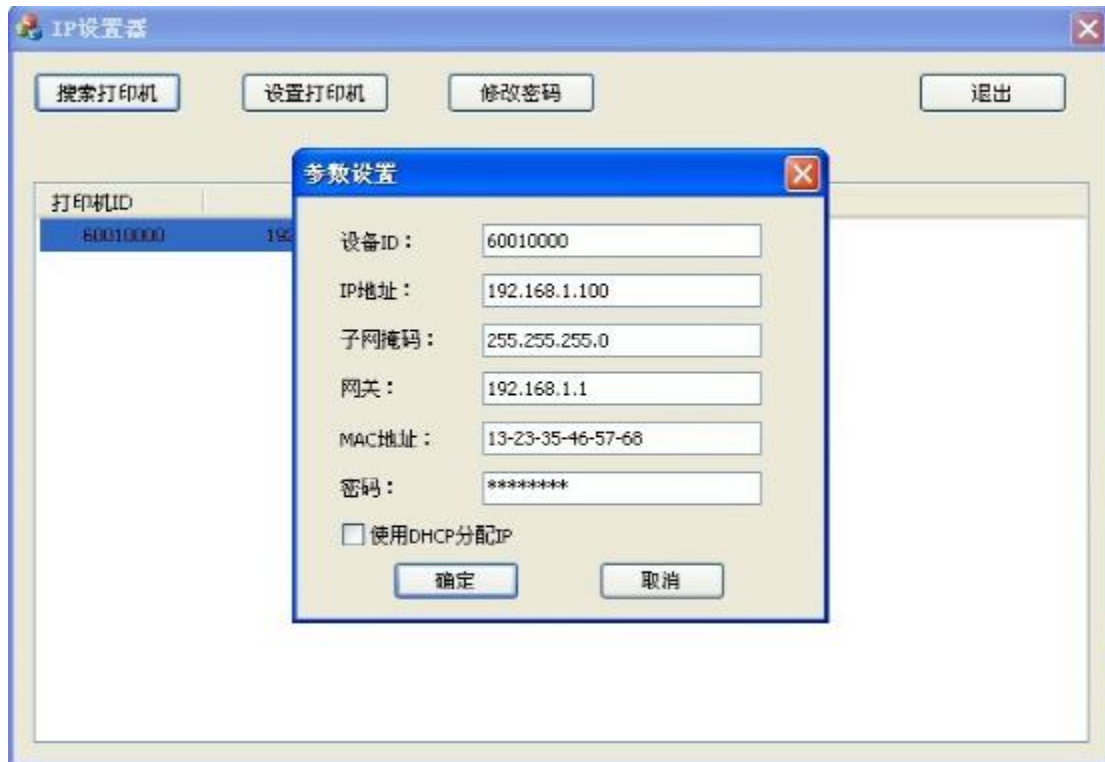 IP设置器
搜索打印机 设置打印机 修改密码 退出
参数设置
打印机ID
60010000 192
设备ID： 60010000
IP地址： 192.168.1.100
子网掩码： 255.255.255.0
网关： 192.168.1.1
MAC地址： 13-23-35-46-57-68
密码： ********
使用DHCP分配IP
确定 取消